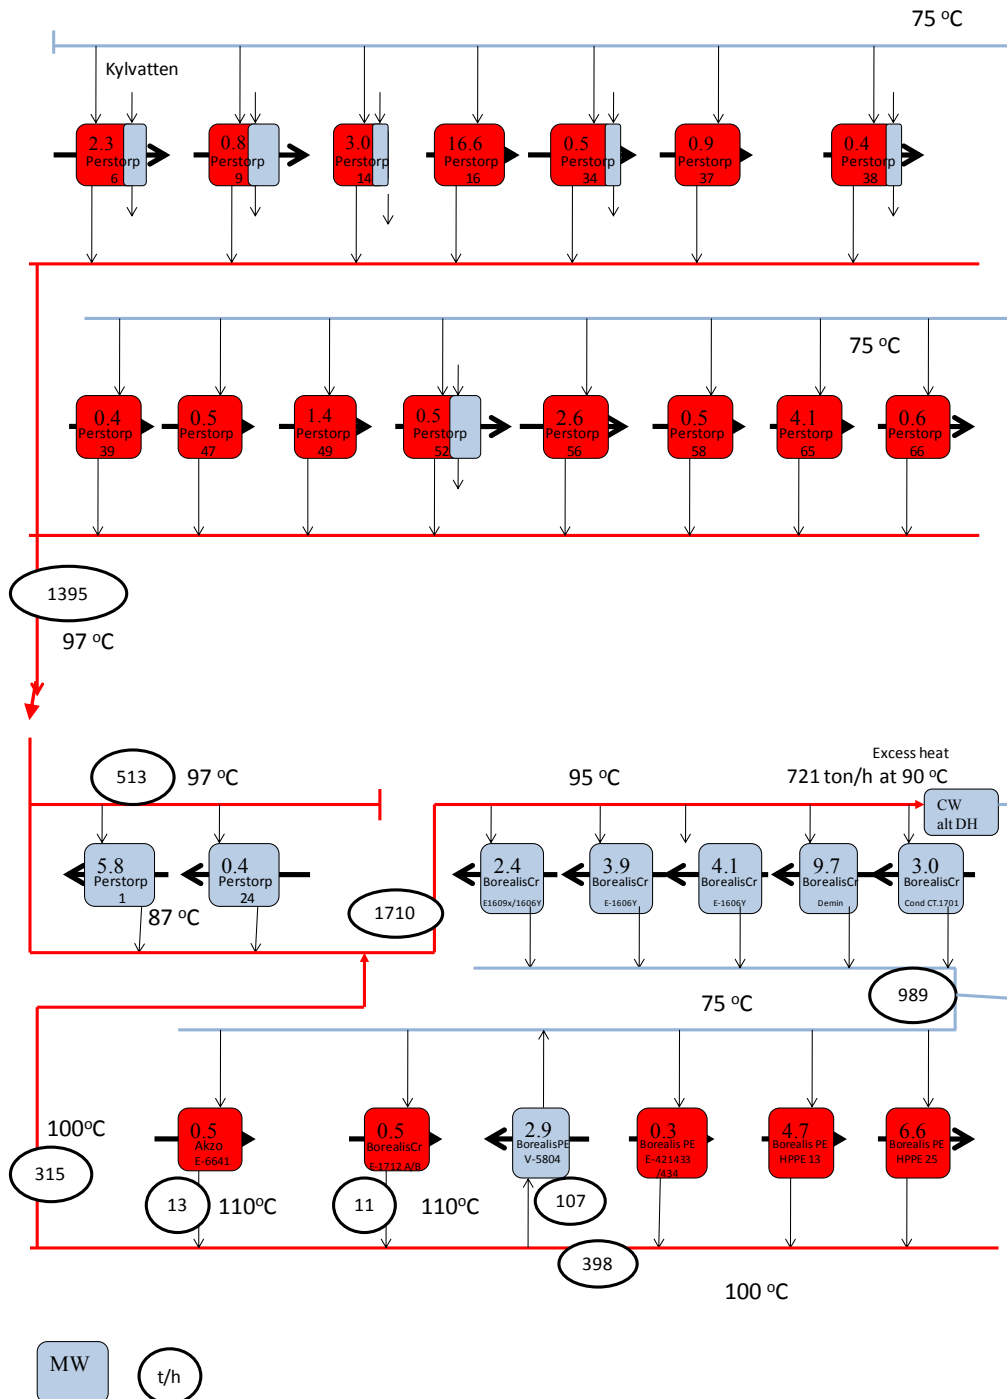 75 °C
Kylvatten
2.3 0.8 3.0 16.6 0.5 0.9 0.4
Perstorp Perstorp Perstorp Perstorp Perstorp Perstorp Perstorp
6 9 14 16 34 37 38
75 °C
0.4 0.5 1.4 0.5 2.6 0.5 4.1 0.6
Perstorp Perstorp Perstorp Perstorp Perstorp Perstorp Perstorp Perstorp
39 47 49 52 56 58 65 66
1395
97 °C
Excess heat
513 97 °C 95 °C 721 ton/h at 90 °C
CW
alt DH
5.8 0.4 2.4 3.9 4.1 9.7 3.0
Perstorp Perstorp BorealisCr BorealisCr BorealisCr BorealisCr BorealisCr
1 24 E1609x/1606Y E-1606Y E-1606Y Demin Cond CT.1701
87 °C
1710
989
75 °C
100°C
0.5 0.5 2.9 0.3 4.7 6.6
Akzo BorealisCr BorealisPE Borealis PE Borealis PE Borealis PE
E-6641 E-1712 A/B V-5804 E-421433 HPPE 13 HPPE 25
/434
315
13 110°C 11 110°C 107
398
100 °C
MW
t/h